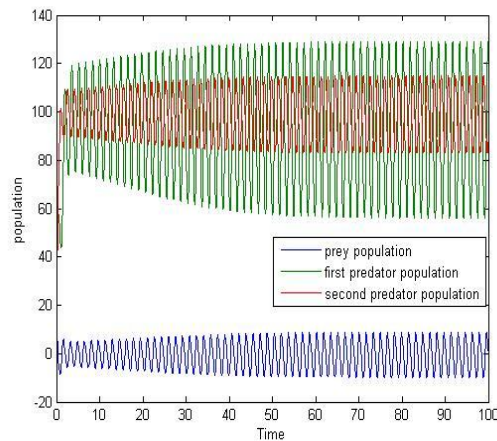 140
120
100
80
60
40
20
0
-20
population
prey population
first predator population
second predator population
0 10 20 30 40 50 60 70 80 90 100
Time